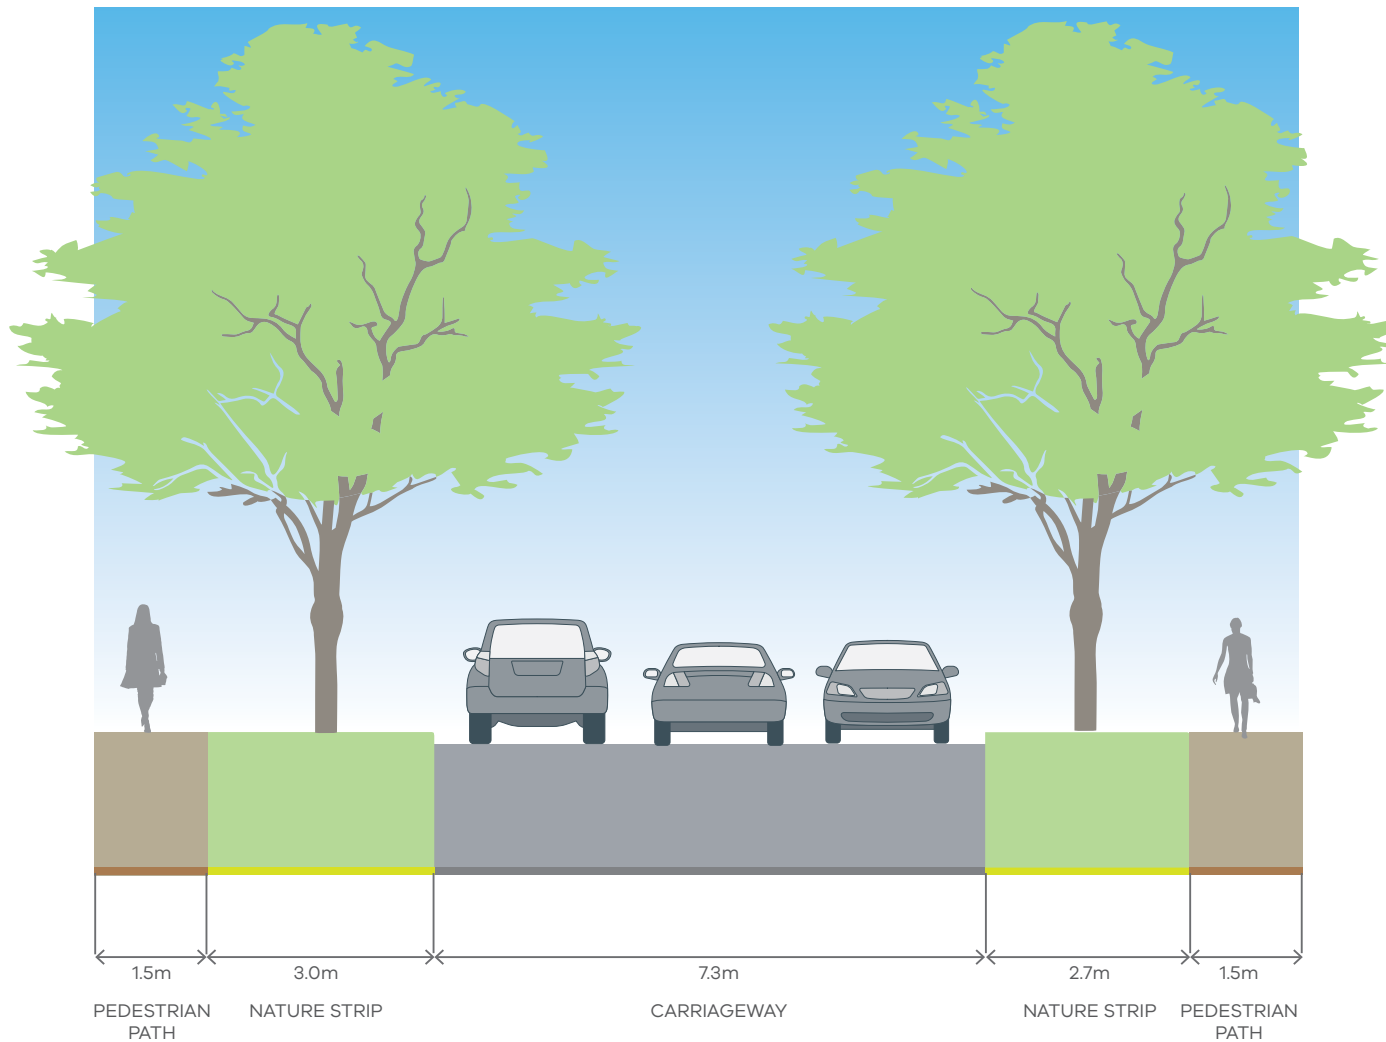 1.5m
3.0m
7.3m
2.7m
1.5m
PEDESTRIAN
PATH
NATURE STRIP
CARRIAGEWAY
NATURE STRIP
PEDESTRIAN
PATH